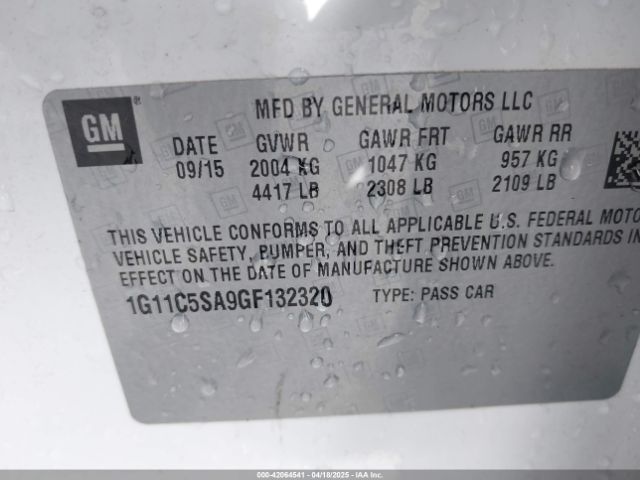 GM ®
MFD BY GENERAL MOTORS LLC
DATE GVWR GAWR FRT GAWR RR
09/15 2004 KG 1047 KG 957 KG
4417 LB 2308 LB 2109 LB
THIS VEHICLE CONFORMS TO ALL APPLICABLE U.S. FEDERAL MOTO
VEHICLE SAFETY, BUMPER, AND THEFT PREVENTION STANDARDS IN
EFFECT ON THE DATE OF MANUFACTURE SHOWN ABOVE.
1G11C5SA9GF132320 TYPE: PASS CAR
000-42064541 - 04/18/2025 - IAAI.com